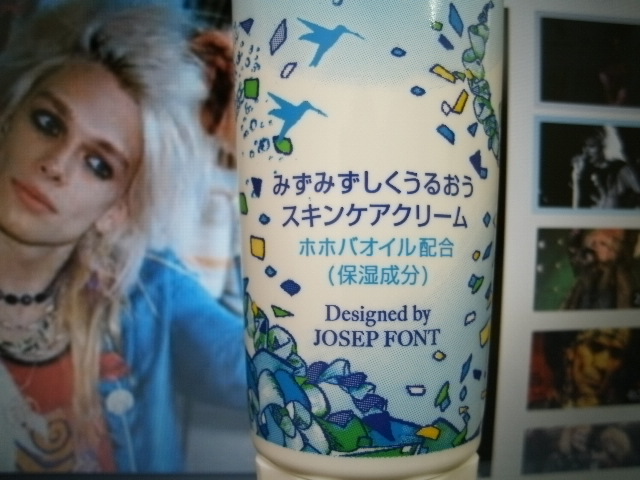 みずみずしくうるおう
スキンケアクリーム
ホホバオイル配合
(保湿成分)
Designed by
JOSEP FONT